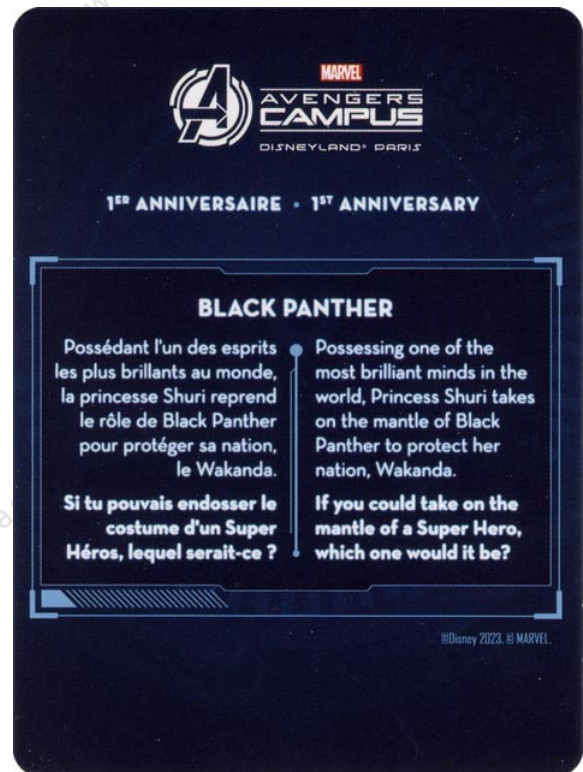 MARVEL
AVENGERS
CAMPUS
DISNEYLAND® PARIS
1ER ANNIVERSAIRE • 1ST ANNIVERSARY
BLACK PANTHER
Possédant l'un des esprits
les plus brillants au monde,
la princesse Shuri reprend
le rôle de Black Panther
pour protéger sa nation,
le Wakanda.
Si tu pouvais endosser le
costume d'un Super
Héros, lequel serait-ce ?
Possessing one of the
most brilliant minds in the
world, Princess Shuri takes
on the mantle of Black
Panther to protect her
nation, Wakanda.
If you could take on the
mantle of a Super Hero,
which one would it be?
©Disney 2023. © MARVEL.